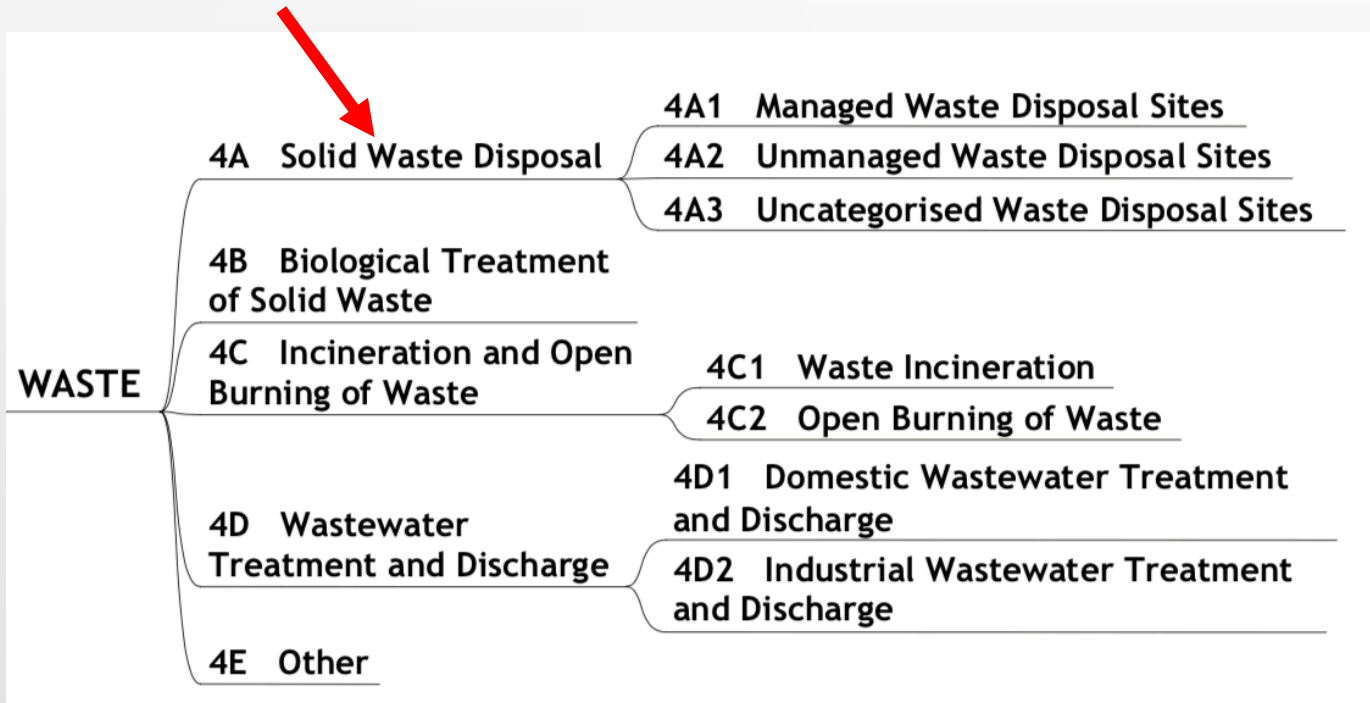 WASTE
4A Solid Waste Disposal
4A1 Managed Waste Disposal Sites
4A2 Unmanaged Waste Disposal Sites
4A3 Uncategorised Waste Disposal Sites
4B Biological Treatment
of Solid Waste
4C Incineration and Open
Burning of Waste
4C1 Waste Incineration
4C2 Open Burning of Waste
4D Wastewater
Treatment and Discharge
4D1 Domestic Wastewater Treatment
and Discharge
4D2 Industrial Wastewater Treatment
and Discharge
4E Other